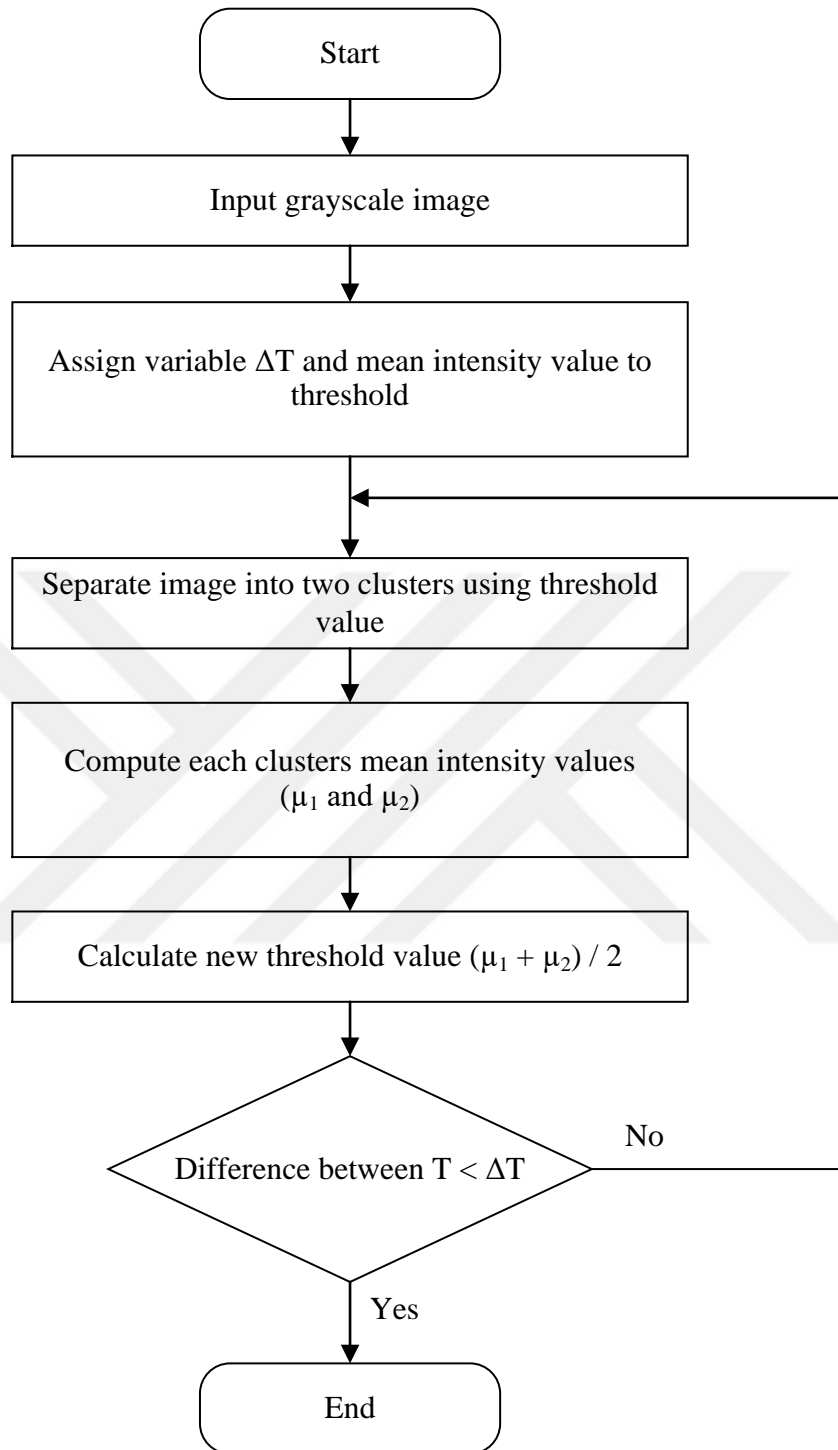 Start
Input grayscale image
Assign variable ΔT and mean intensity value to
threshold
Separate image into two clusters using threshold
value
Compute each clusters mean intensity values
(μ₁ and μ₂)
Calculate new threshold value (μ₁ + μ₂) / 2
Difference between T < ΔT
No
Yes
End